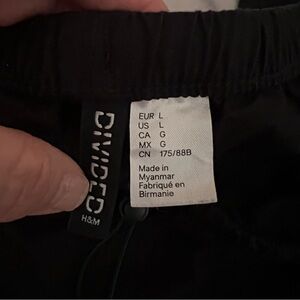 DIVIDED
H&M
EUR L
US L
CA G
MX G
CN 175/88B
Made in
Myanmar
Fabriqué en
Birmanie